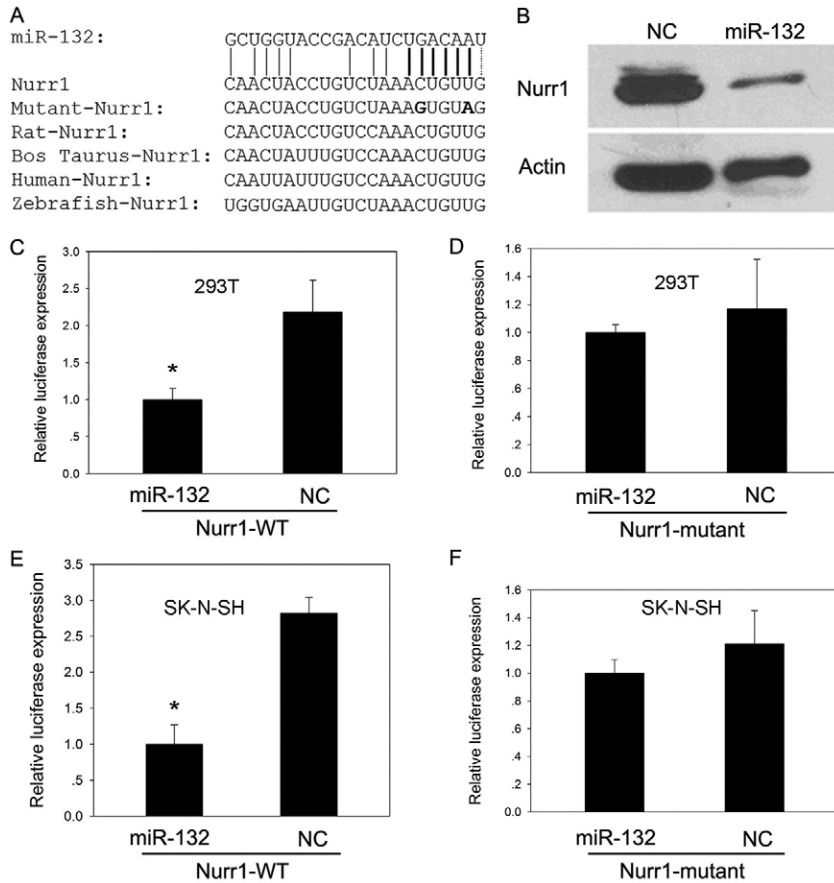 A
miR-132: GCUGGUACCGACAUCUGACAAU
Nurr1 CAACUACCUGUCUAAACUGUUG
Mutant-Nurr1: CAACUACCUGUCUAAAGUGUAG
Rat-Nurr1: CAACUACCUGUCUAAACUGUUG
Bos Taurus-Nurr1: CAACUAUUUGUCCAAACUGUUG
Human-Nurr1: CAAUUAUUUGUCCAAACUGUUG
Zebrafish-Nurr1: UGGUGAAUUGUCUAAACUGUUG
B
NC miR-132
Nurr1
Actin
C
293T
Relative luciferase expression
3.0
2.5
2.0
1.5
1.0
.5
0.0
*
miR-132 NC
Nurr1-WT
D
293T
Relative luciferase expression
1.6
1.4
1.2
1.0
.8
.6
.4
.2
0.0
miR-132 NC
Nurr1-mutant
E
SK-N-SH
Relative luciferase expression
3.5
3.0
2.5
2.0
1.5
1.0
.5
0.0
*
miR-132 NC
Nurr1-WT
F
SK-N-SH
Relative luciferase expression
1.6
1.4
1.2
1.0
.8
.6
.4
.2
0.0
miR-132 NC
Nurr1-mutant